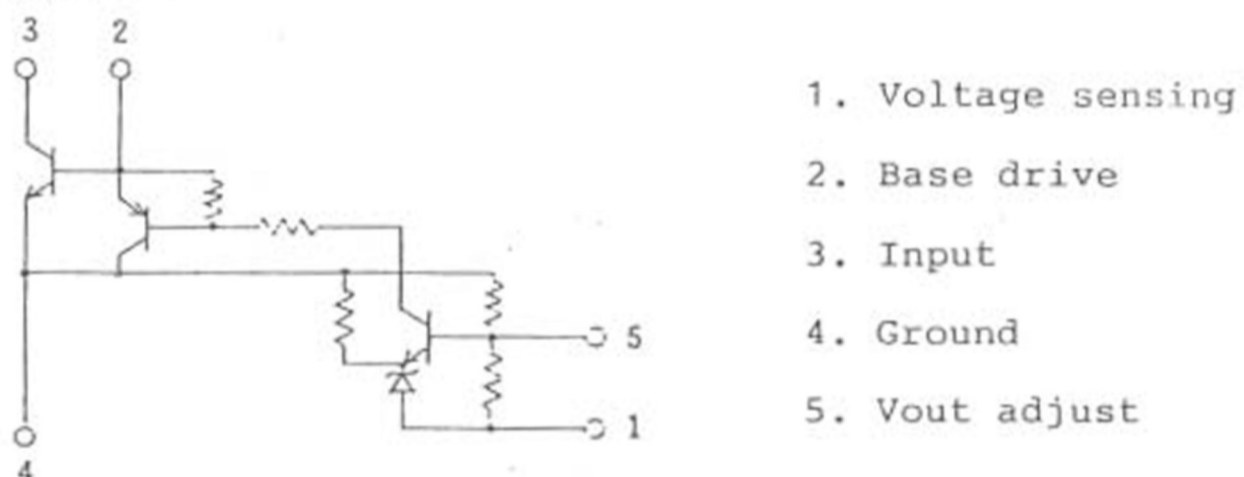 3 2
1. Voltage sensing
2. Base drive
3. Input
4. Ground
5. Vout adjust
5
1
4